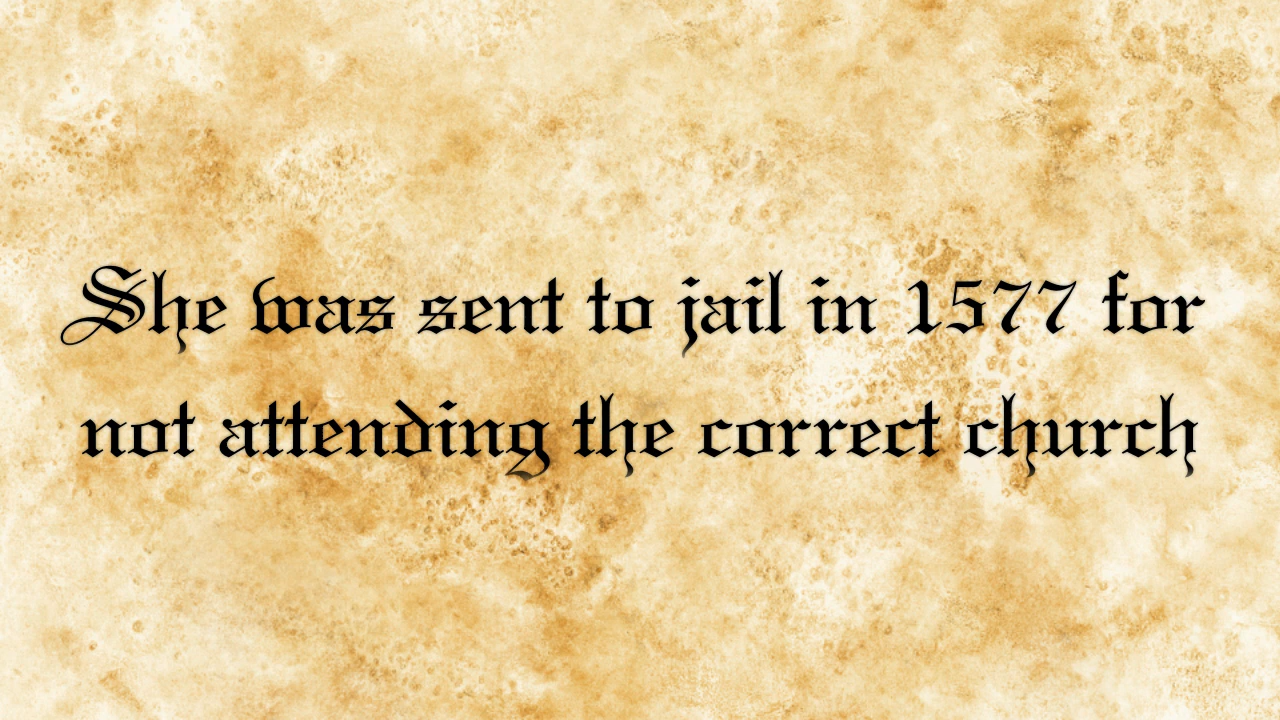 She was sent to jail in 1577 for
not attending the correct church